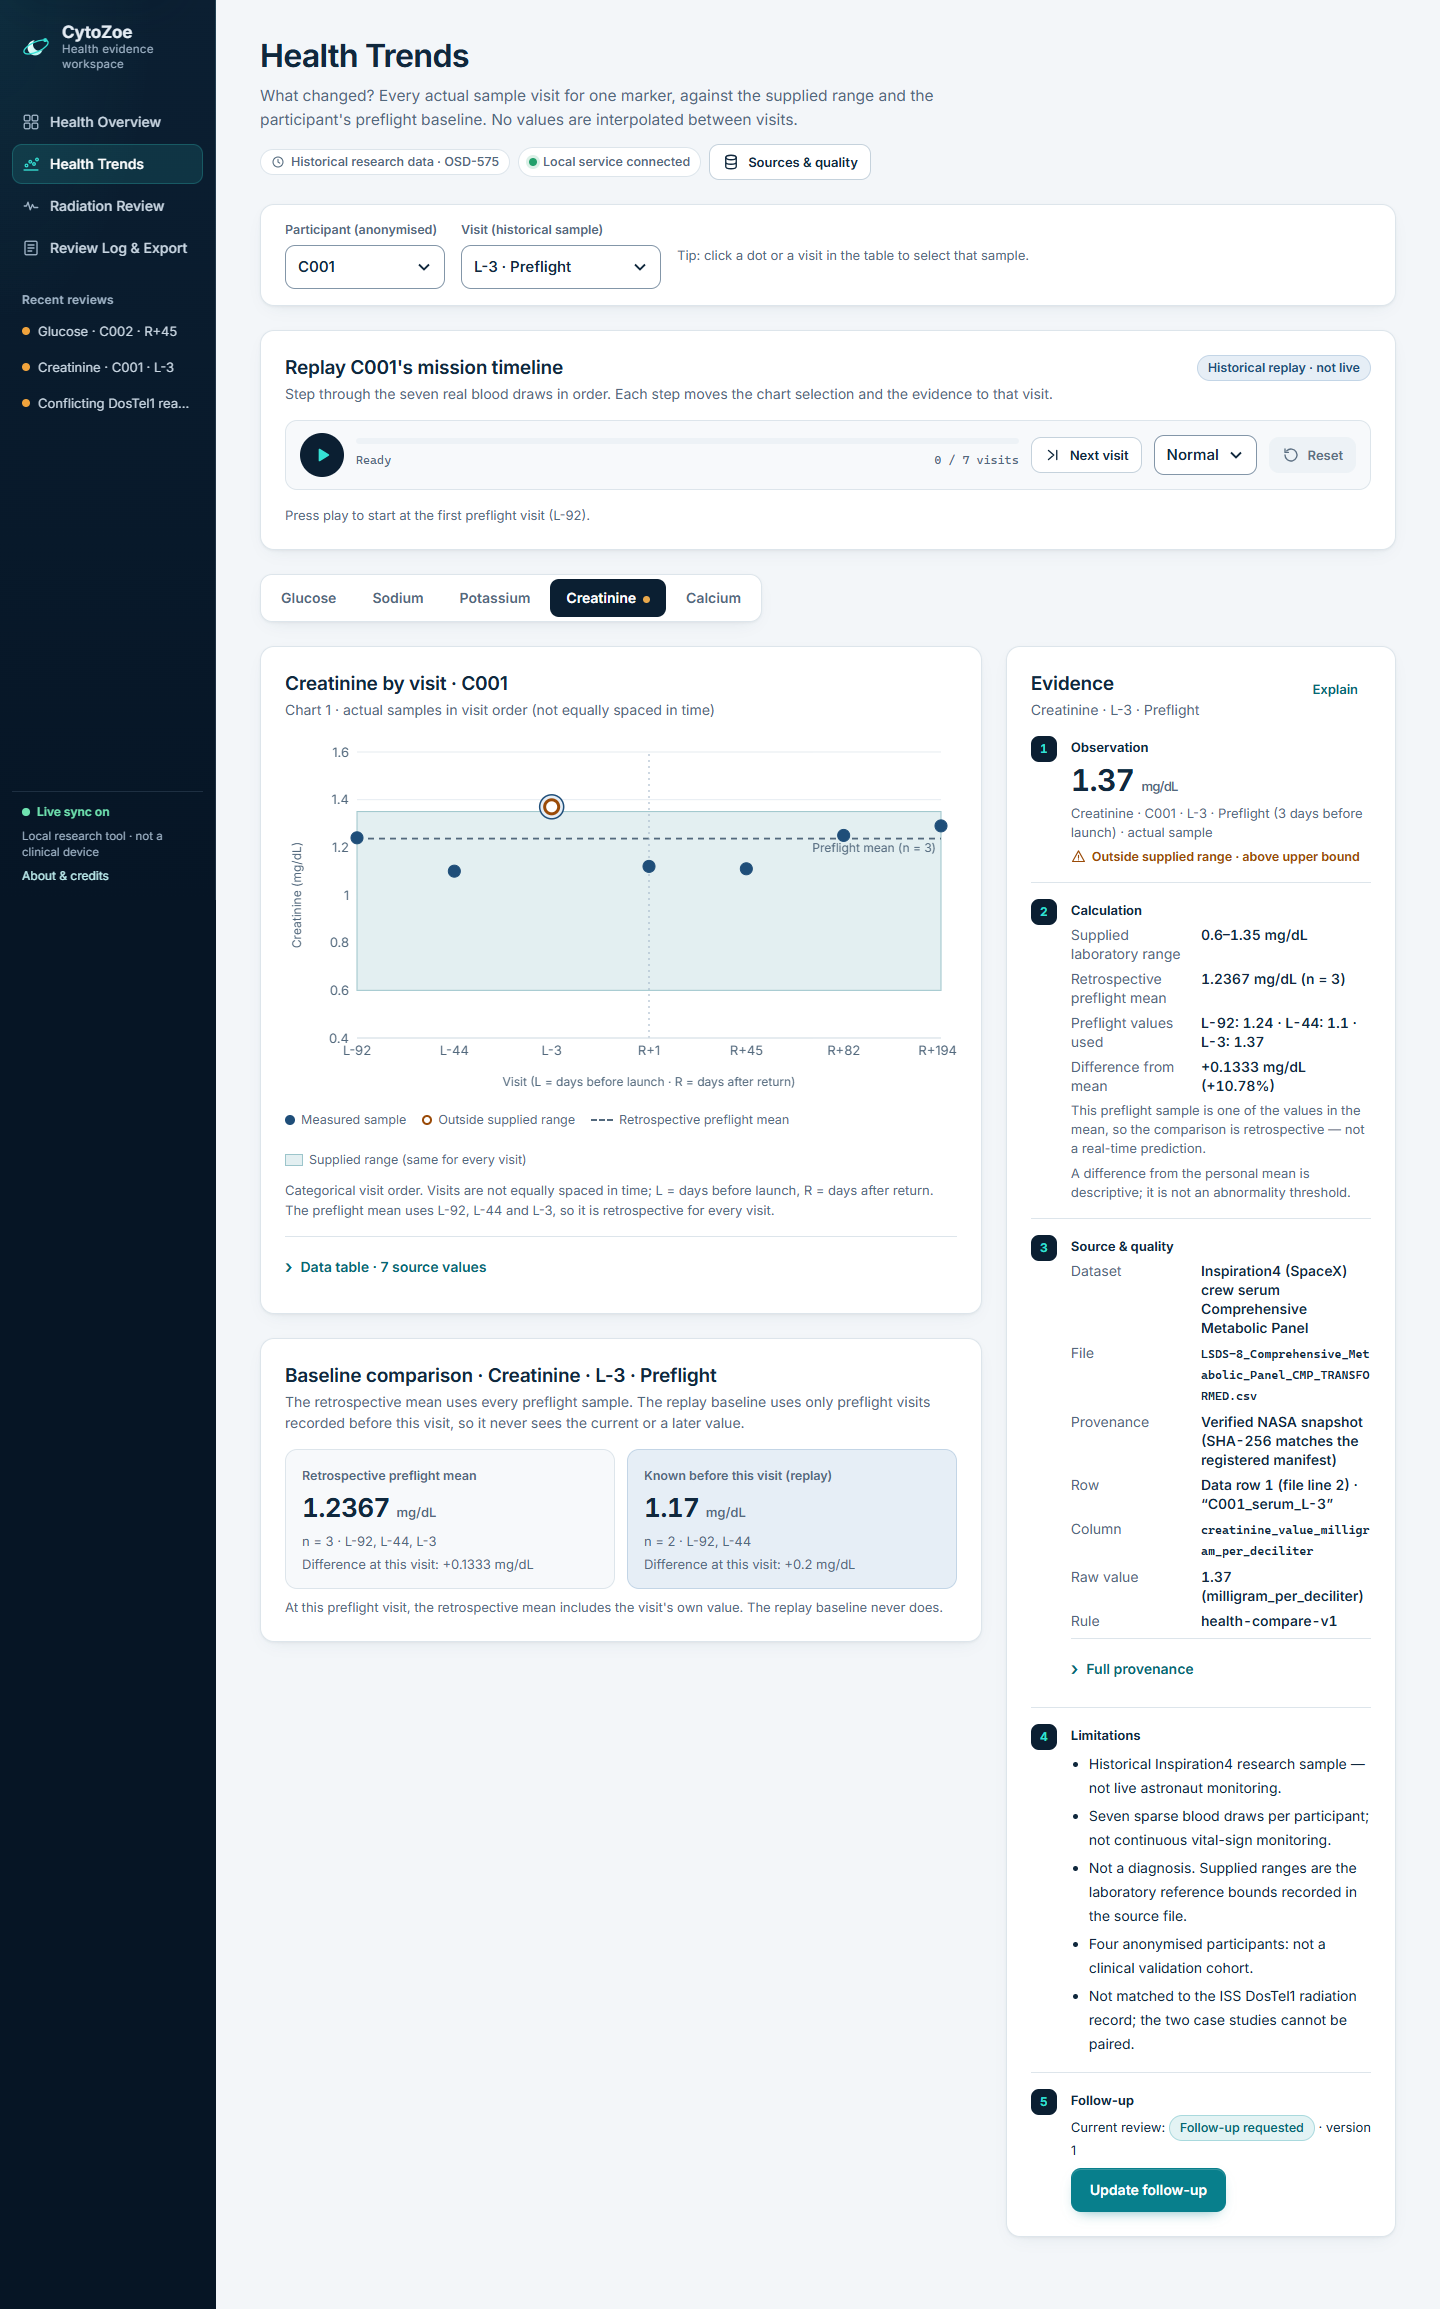 CytoZoe
Health evidence
workspace
Health Overview
Health Trends
Radiation Review
Review Log & Export
Recent reviews
Glucose · C002 · R+45
Creatinine · C001 · L-3
Conflicting DosTel1 rea...
Live sync on
Local research tool · not a
clinical device
About & credits
Health Trends
What changed? Every actual sample visit for one marker, against the supplied range and the
participant's preflight baseline. No values are interpolated between visits.
Historical research data · OSD-575
Local service connected
Sources & quality
Participant (anonymised)
Visit (historical sample)
C001
L-3 · Preflight
Tip: click a dot or a visit in the table to select that sample.
Replay C001's mission timeline
Historical replay · not live
Step through the seven real blood draws in order. Each step moves the chart selection and the evidence to that visit.
Ready
0 / 7 visits
Next visit
Normal
Reset
Press play to start at the first preflight visit (L-92).
Glucose
Sodium
Potassium
Creatinine
Calcium
Creatinine by visit · C001
Chart 1 · actual samples in visit order (not equally spaced in time)
1.6
1.4
1.2
1
0.8
0.6
0.4
Creatinine (mg/dL)
Preflight mean (n = 3)
L-92
L-44
L-3
R+1
R+45
R+82
R+194
Visit (L = days before launch · R = days after return)
Measured sample
Outside supplied range
Retrospective preflight mean
Supplied range (same for every visit)
Categorical visit order. Visits are not equally spaced in time; L = days before launch, R = days after return.
The preflight mean uses L-92, L-44 and L-3, so it is retrospective for every visit.
Data table · 7 source values
Baseline comparison · Creatinine · L-3 · Preflight
The retrospective mean uses every preflight sample. The replay baseline uses only preflight visits
recorded before this visit, so it never sees the current or a later value.
Retrospective preflight mean
1.2367 mg/dL
n = 3 · L-92, L-44, L-3
Difference at this visit: +0.1333 mg/dL
Known before this visit (replay)
1.17 mg/dL
n = 2 · L-92, L-44
Difference at this visit: +0.2 mg/dL
At this preflight visit, the retrospective mean includes the visit's own value. The replay baseline never does.
Evidence
Explain
Creatinine · L-3 · Preflight
1
Observation
1.37 mg/dL
Creatinine · C001 · L-3 · Preflight (3 days before
launch) · actual sample
Outside supplied range · above upper bound
2
Calculation
Supplied
laboratory range
0.6–1.35 mg/dL
Retrospective
preflight mean
1.2367 mg/dL (n = 3)
Preflight values
used
L-92: 1.24 · L-44: 1.1 ·
L-3: 1.37
Difference from
mean
+0.1333 mg/dL
(+10.78%)
This preflight sample is one of the values in the
mean, so the comparison is retrospective — not
a real-time prediction.
A difference from the personal mean is
descriptive; it is not an abnormality threshold.
3
Source & quality
Dataset
Inspiration4 (SpaceX)
crew serum
Comprehensive
Metabolic Panel
File
LSDS-8_Comprehensive_Met
abolic_Panel_CMP_TRANSFO
RMED.csv
Provenance
Verified NASA snapshot
(SHA-256 matches the
registered manifest)
Row
Data row 1 (file line 2) ·
“C001_serum_L-3”
Column
creatinine_value_milligr
am_per_deciliter
Raw value
1.37
(milligram_per_deciliter)
Rule
health-compare-v1
Full provenance
4
Limitations
Historical Inspiration4 research sample —
not live astronaut monitoring.
Seven sparse blood draws per participant;
not continuous vital-sign monitoring.
Not a diagnosis. Supplied ranges are the
laboratory reference bounds recorded in
the source file.
Four anonymised participants: not a
clinical validation cohort.
Not matched to the ISS DosTel1 radiation
record; the two case studies cannot be
paired.
5
Follow-up
Current review: Follow-up requested · version
1
Update follow-up